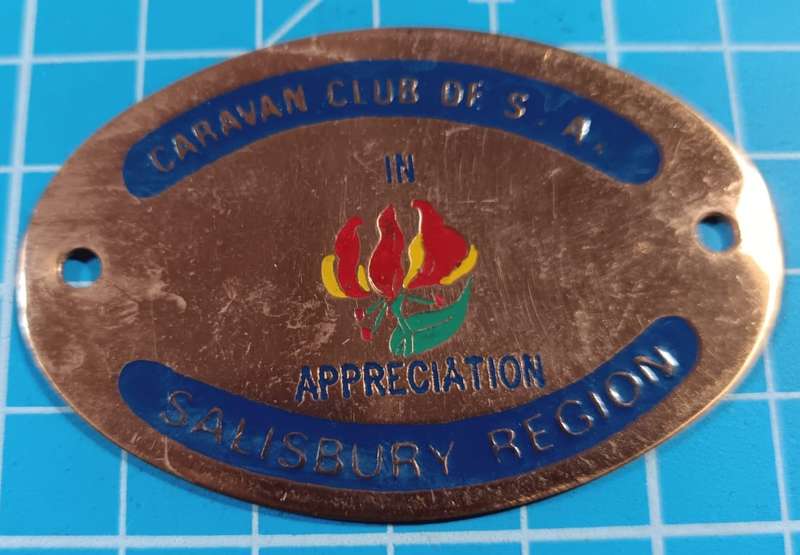 CARAVAN CLUB OF S.A.
IN
APPRECIATION
SALISBURY REGION